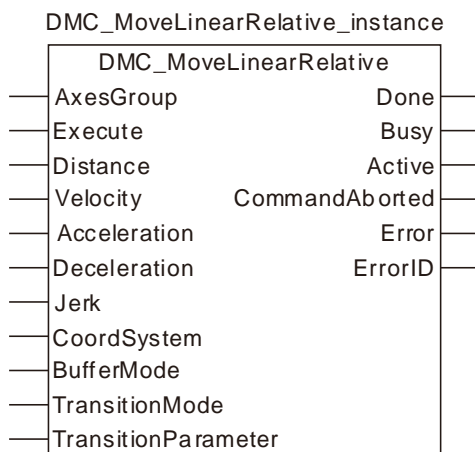 DMC_MoveLinearRelative_instance
DMC_MoveLinearRelative
AxesGroup Done
Execute Busy
Distance Active
Velocity CommandAborted
Acceleration Error
Deceleration ErrorID
Jerk
CoordSystem
BufferMode
TransitionMode
TransitionParameter